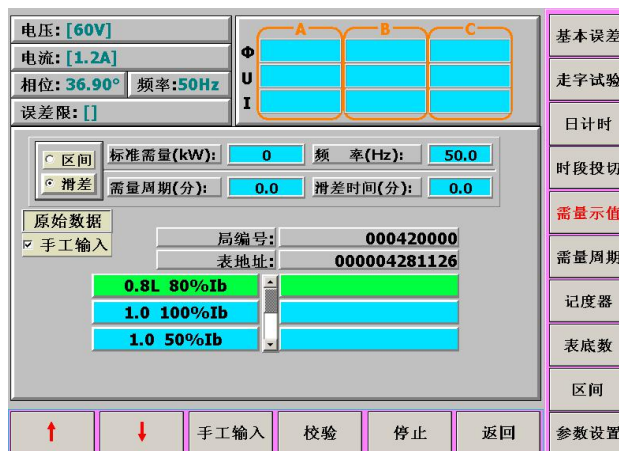 电压: [60V]
电流: [1.2A]
相位: 36.90° 频率:50Hz
误差限: []
A B C
Φ
U
I
区间
滑差
标准需量(kW): 0 频 率(Hz): 50.0
需量周期(分): 0.0 滑差时间(分): 0.0
原始数据
手工输入
局编号: 000420000
表地址: 000004281126
0.8L 80%Ib
1.0 100%Ib
1.0 50%Ib
↑ ↓ 手工输入 校验 停止 返回
基本误差
走字试验
日计时
时段投切
需量示值
需量周期
记度器
表底数
区间
参数设置